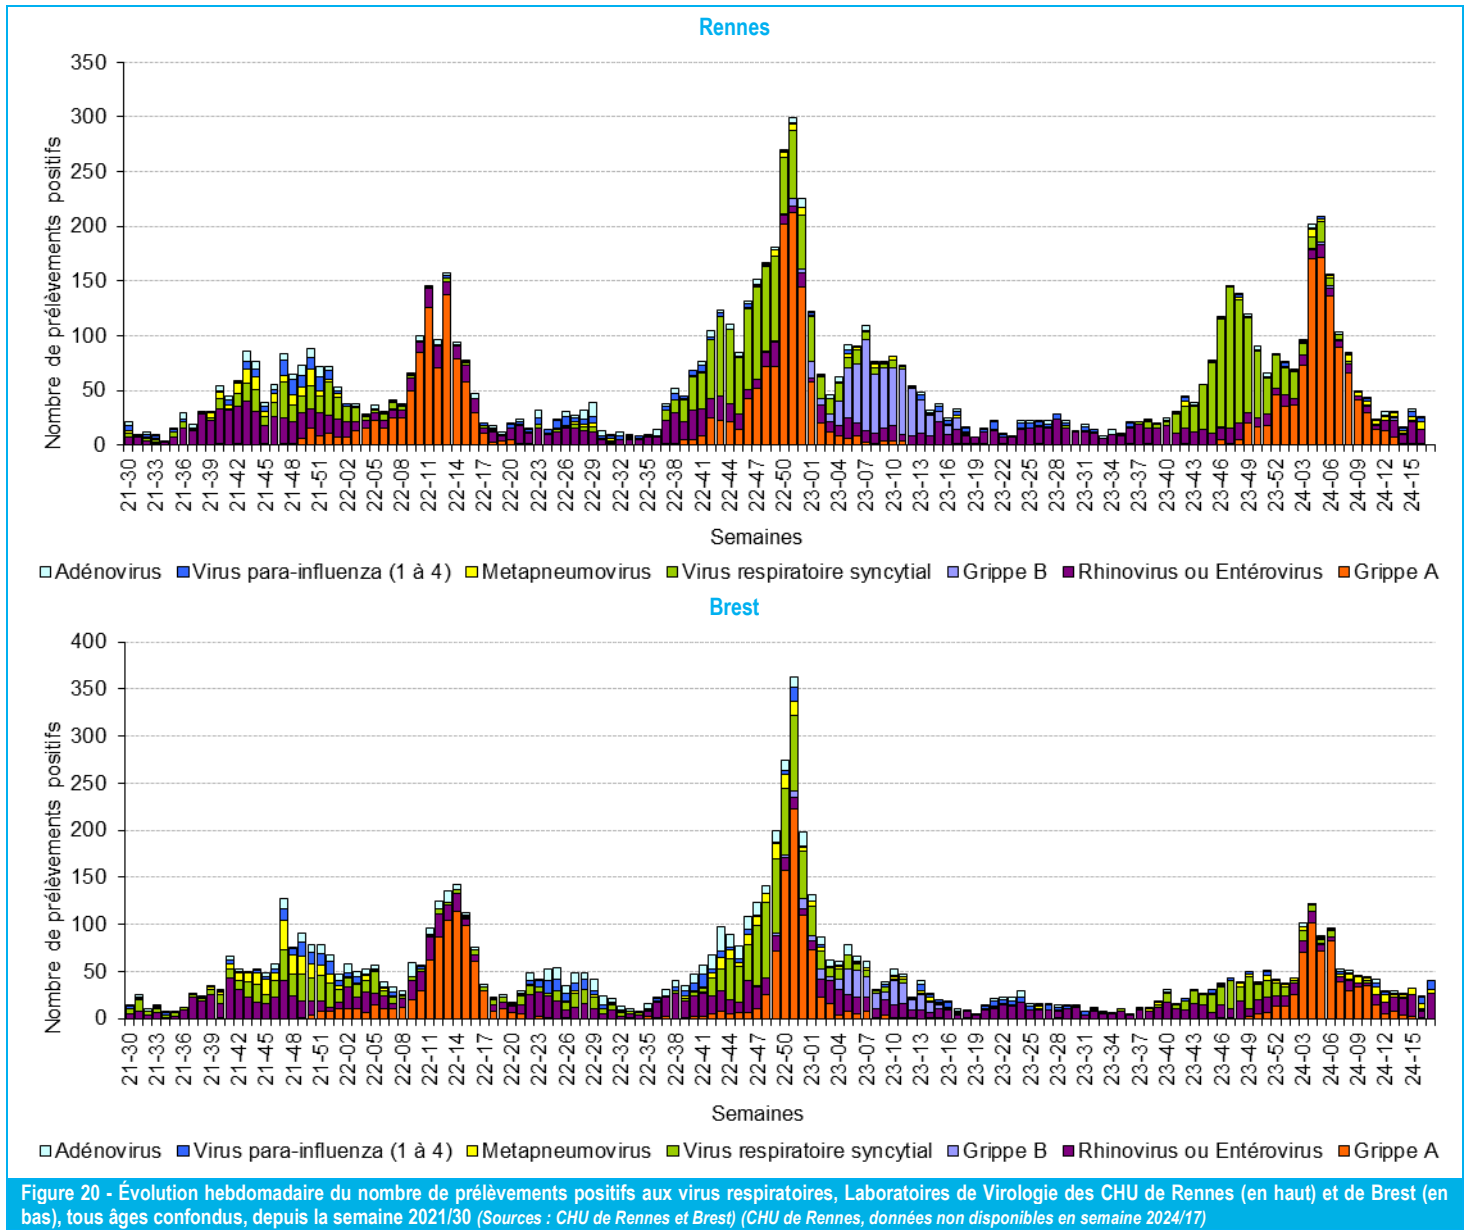 Rennes
350
300
250
200
150
100
50
0
Nombre de prélèvements positifs
21-30 21-33 21-36 21-39 21-42 21-45 21-48 21-51 22-02 22-05 22-08 22-11 22-14 22-17 22-20 22-23 22-26 22-29 22-32 22-35 22-38 22-41 22-44 22-47 22-50 23-01 23-04 23-07 23-10 23-13 23-16 23-19 23-22 23-25 23-28 23-31 23-34 23-37 23-40 23-43 23-46 23-49 23-52 24-03 24-06 24-09 24-12 24-15
Semaines
Adénovirus Virus para-influenza (1 à 4) Metapneumovirus Virus respiratoire syncytial Grippe B Rhinovirus ou Entérovirus Grippe A
Brest
400
350
300
250
200
150
100
50
0
Nombre de prélèvements positifs
21-30 21-33 21-36 21-39 21-42 21-45 21-48 21-51 22-02 22-05 22-08 22-11 22-14 22-17 22-20 22-23 22-26 22-29 22-32 22-35 22-38 22-41 22-44 22-47 22-50 23-01 23-04 23-07 23-10 23-13 23-16 23-19 23-22 23-25 23-28 23-31 23-34 23-37 23-40 23-43 23-46 23-49 23-52 24-03 24-06 24-09 24-12 24-15
Semaines
Adénovirus Virus para-influenza (1 à 4) Metapneumovirus Virus respiratoire syncytial Grippe B Rhinovirus ou Entérovirus Grippe A
Figure 20 - Évolution hebdomadaire du nombre de prélèvements positifs aux virus respiratoires, Laboratoires de Virologie des CHU de Rennes (en haut) et de Brest (en
bas), tous âges confondus, depuis la semaine 2021/30 (Sources : CHU de Rennes et Brest) (CHU de Rennes, données non disponibles en semaine 2024/17)